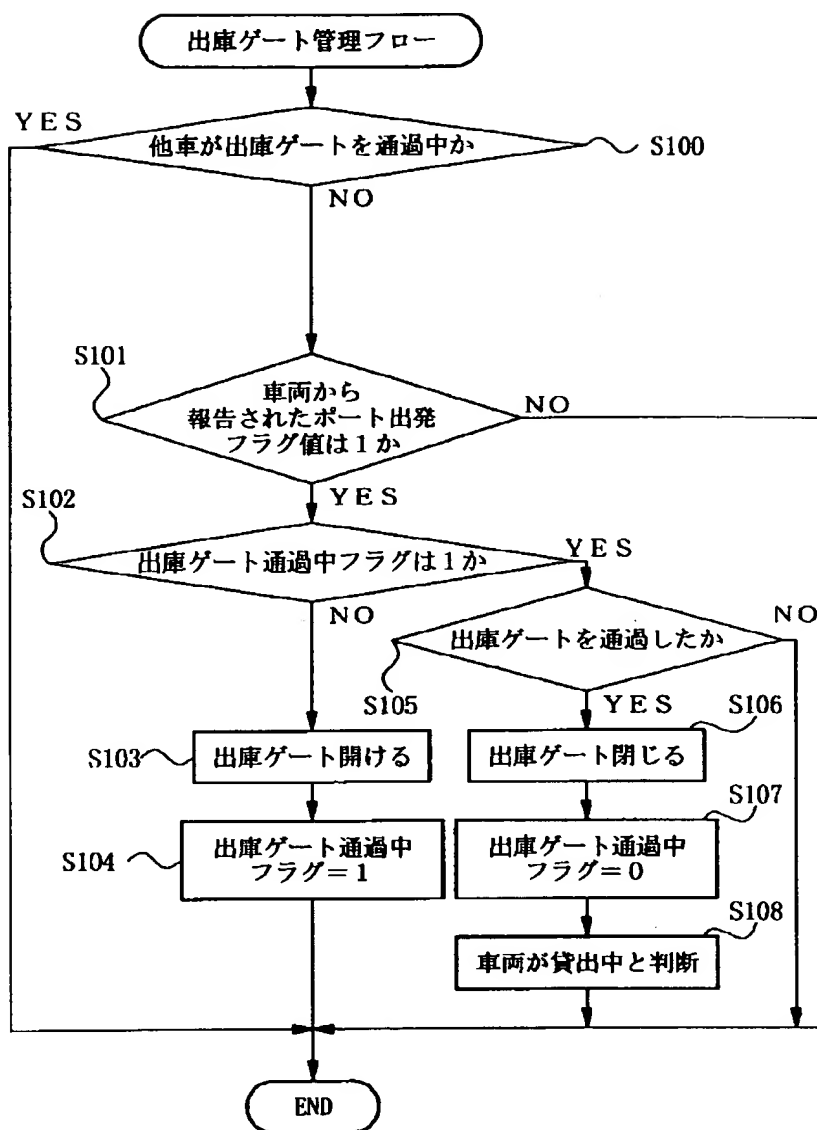 出庫ゲート管理フロー
YES
他車が出庫ゲートを通過中か
S100
NO
S101
車両から
報告されたポート出発
フラグ値は1か
NO
YES
S102
出庫ゲート通過中フラグは1か
YES
NO
出庫ゲートを通過したか
NO
S105
YES
S106
S103
出庫ゲート開ける
出庫ゲート閉じる
S107
S104
出庫ゲート通過中
フラグ=1
出庫ゲート通過中
フラグ=0
S108
車両が貸出中と判断
END